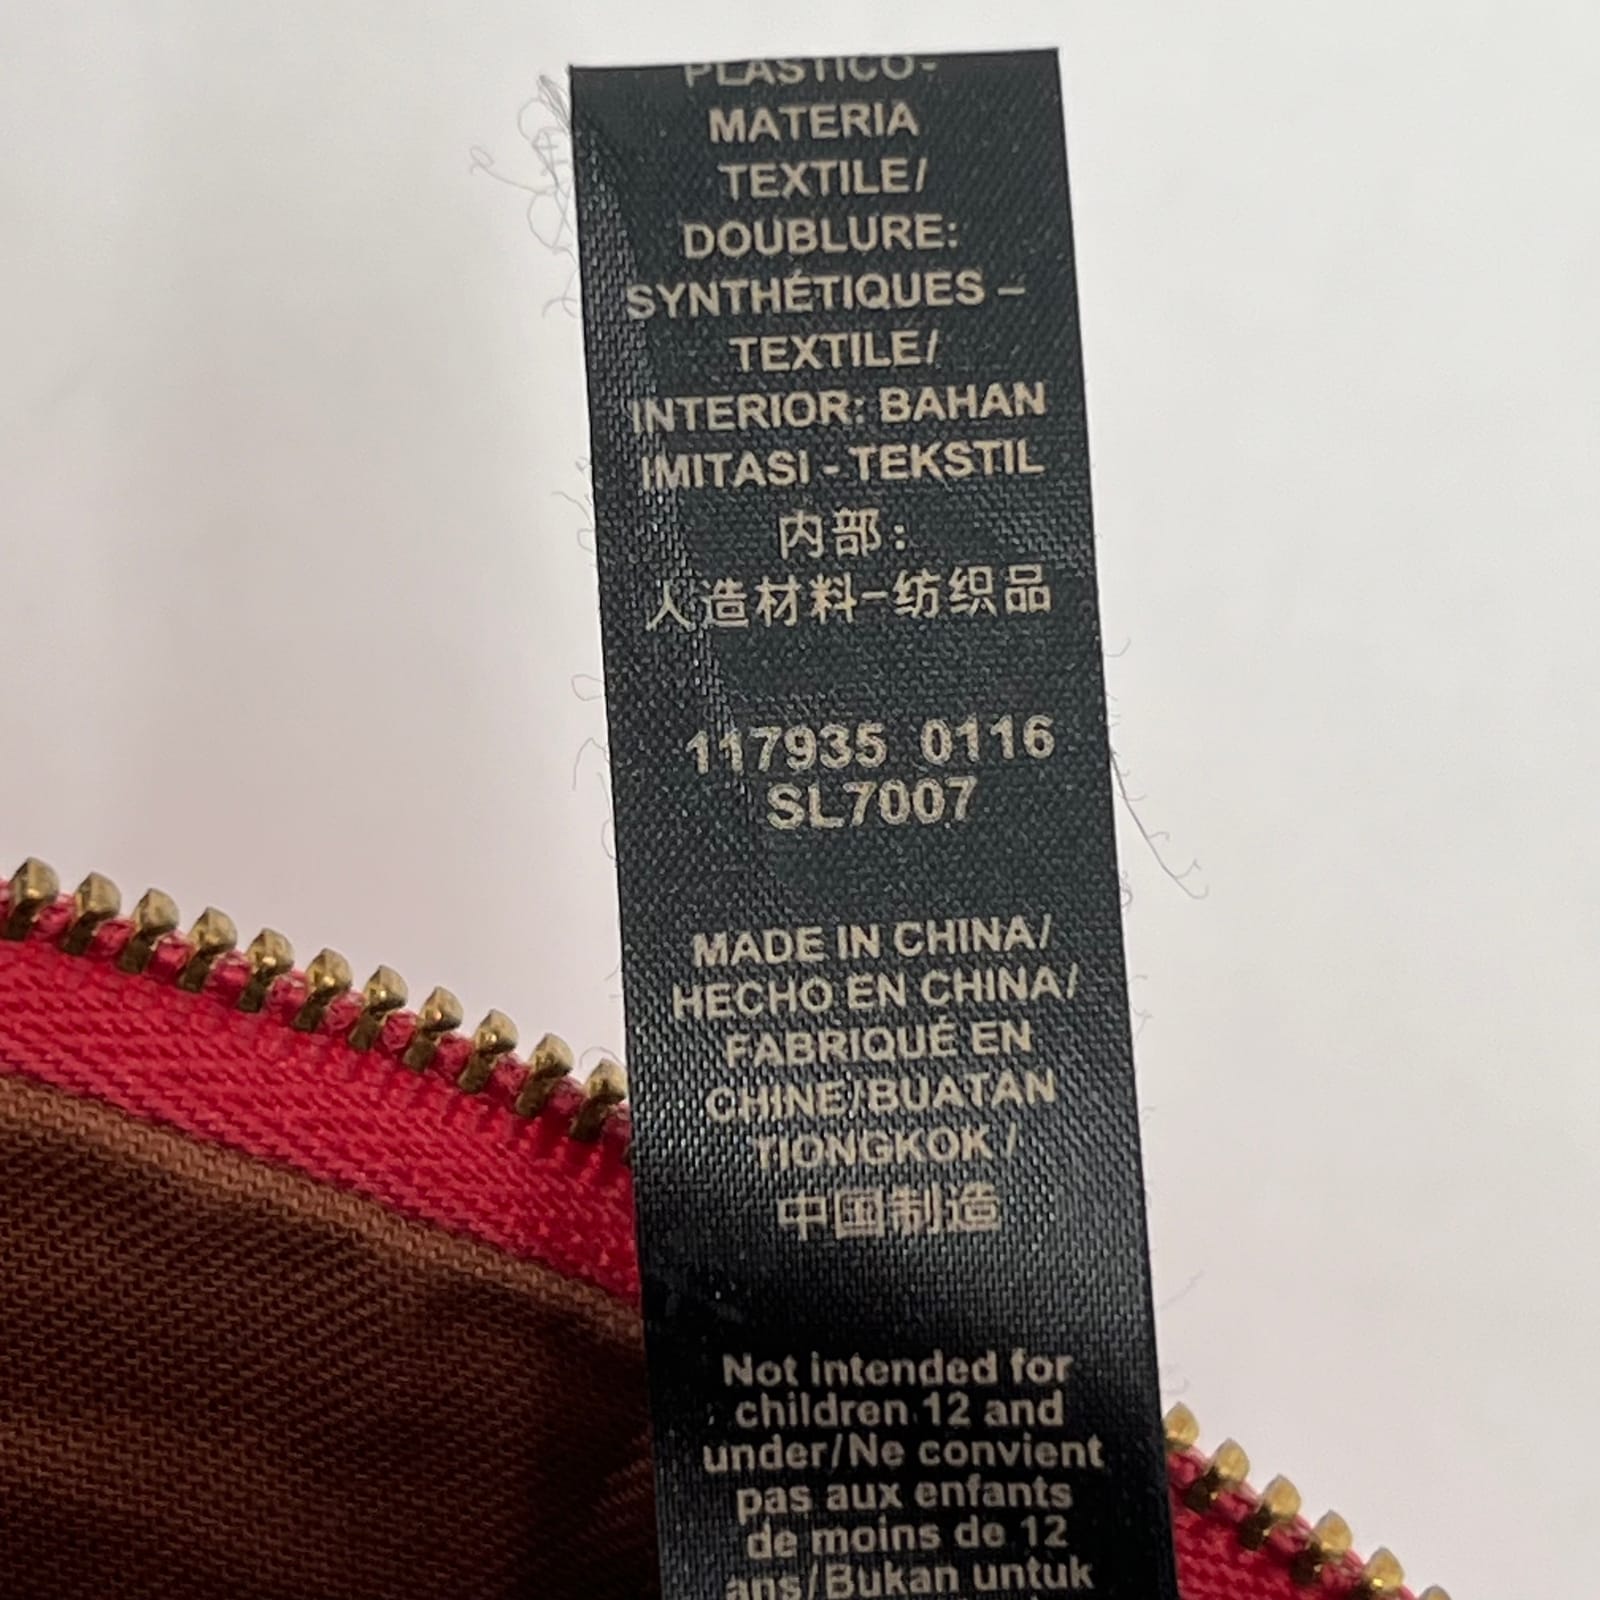 PLASTICO-
MATERIA
TEXTILE/
DOUBLURE:
SYNTHÉTIQUES –
TEXTILE/
INTERIOR: BAHAN
IMITASI - TEKSTIL
内部：
人造材料-纺织品
117935 0116
SL7007
MADE IN CHINA/
HECHO EN CHINA/
FABRIQUÉ EN
CHINE/BUATAN
TIONGKOK/
中国制造
Not intended for
children 12 and
under/Ne convient
pas aux enfants
de moins de 12
ans/Bukan untuk